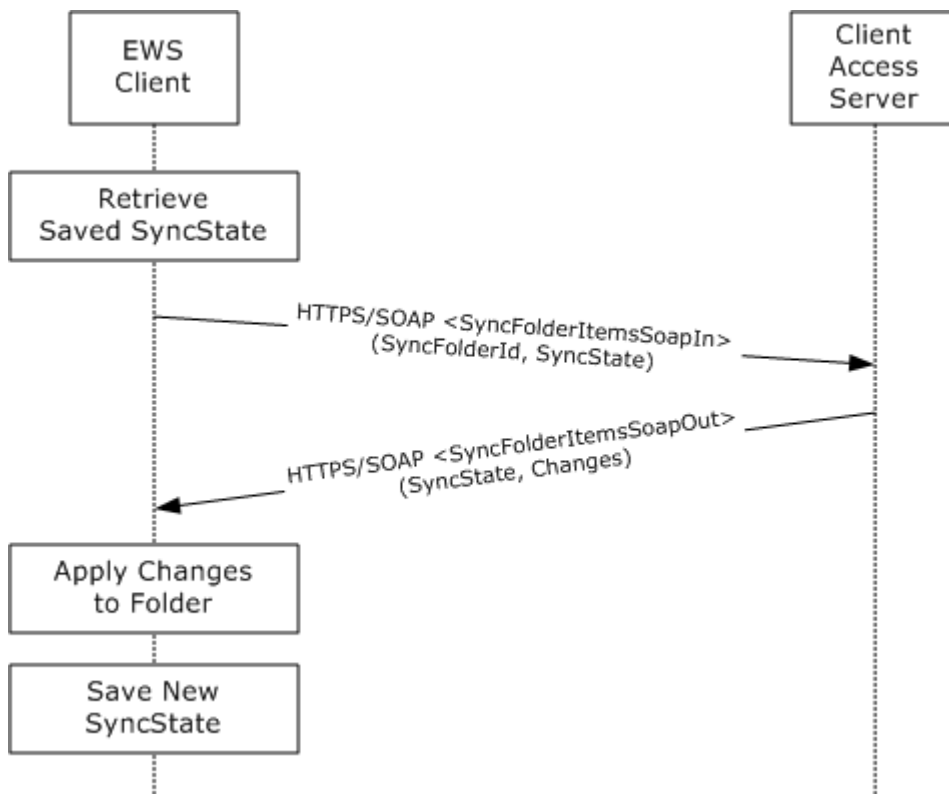 EWS
Client
Client
Access
Server
Retrieve
Saved SyncState
HTTPS/SOAP <SyncFolderItemsSoapIn>
(SyncFolderId, SyncState)
HTTPS/SOAP <SyncFolderItemsSoapOut>
(SyncState, Changes)
Apply Changes
to Folder
Save New
SyncState